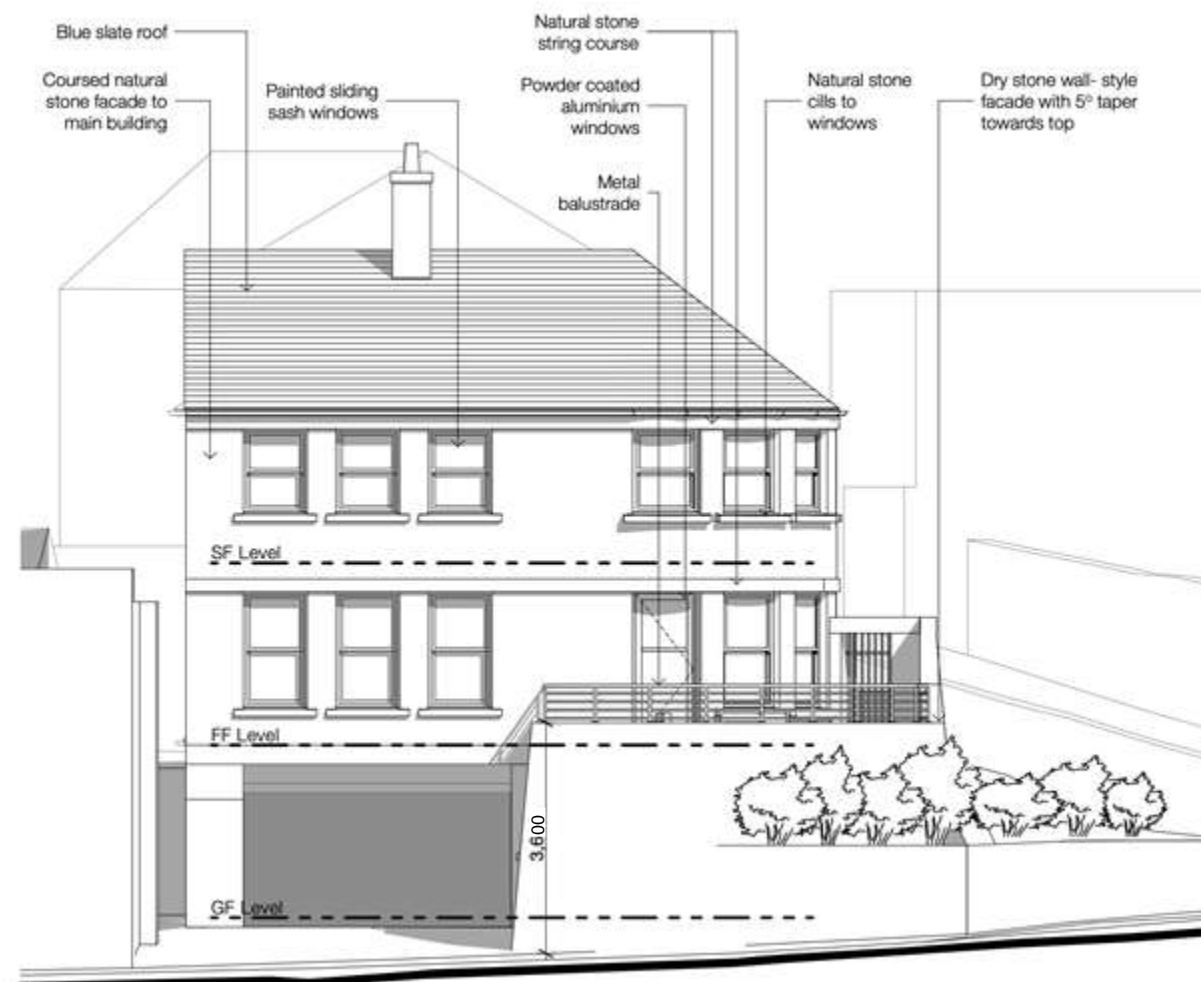 Blue slate roof
Coursed natural
stone facade to
main building
Painted sliding
sash windows
Natural stone
string course
Powder coated
aluminium
windows
Metal
balustrade
Natural stone
cills to
windows
Dry stone wall- style
facade with 5º taper
towards top
SF Level
FF Level
GF Level
3,600